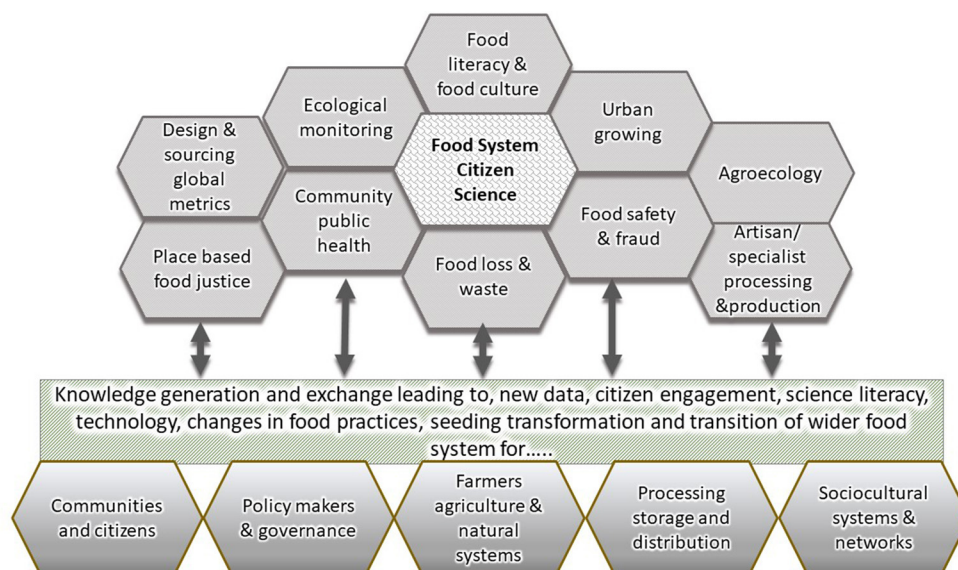 Food
literacy &
food culture
Ecological
monitoring
Urban
growing
Design &
sourcing
global
metrics
Food System
Citizen
Science
Agroecology
Community
public
health
Food safety
& fraud
Place based
food justice
Food loss &
waste
Artisan/
specialist
processing
&production
Knowledge generation and exchange leading to, new data, citizen engagement, science literacy,
technology, changes in food practices, seeding transformation and transition of wider food
system for.....
Communities
and citizens
Policy makers
& governance
Farmers
agriculture &
natural
systems
Processing
storage and
distribution
Sociocultural
systems &
networks